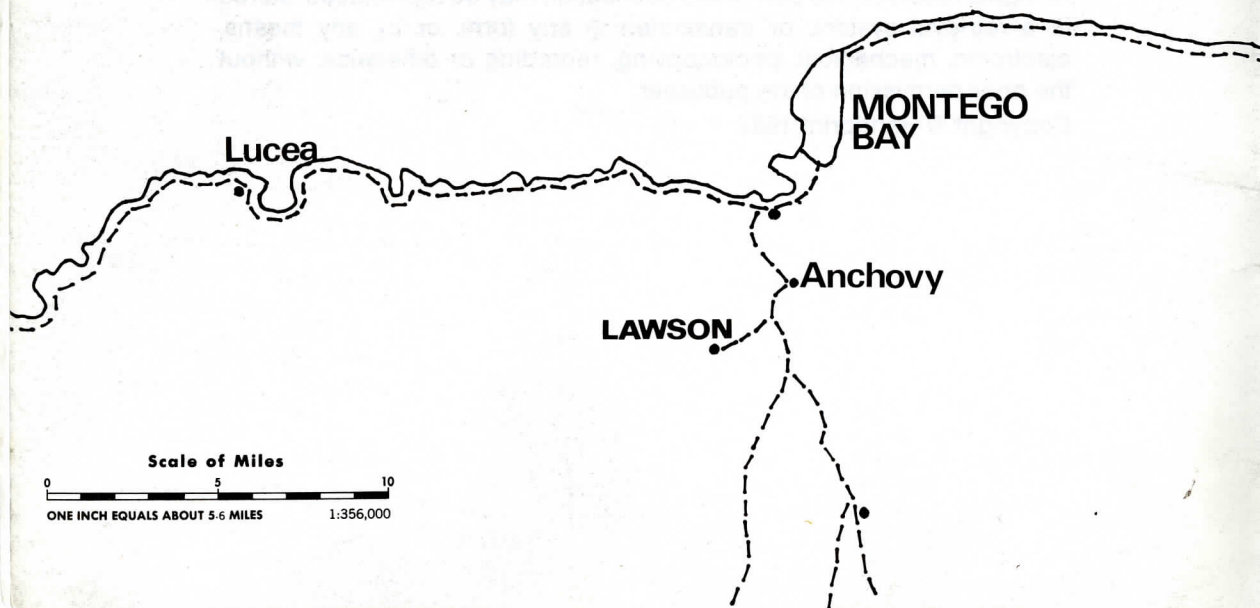 MONTEGO
BAY
Lucea
Anchovy
LAWSON
Scale of Miles
0 5 10
ONE INCH EQUALS ABOUT 5.6 MILES 1:356,000